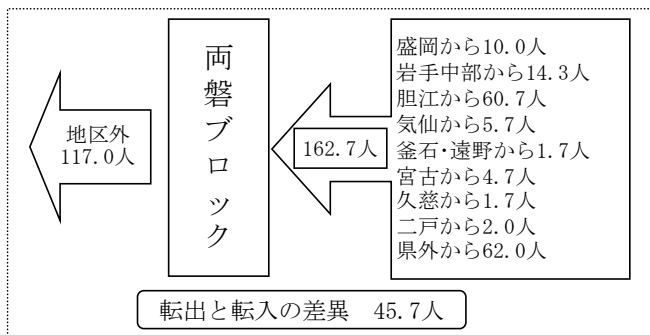 地区外
117.0人
両磐ブロック
162.7人
盛岡から10.0人
岩手中部から14.3人
胆江から60.7人
気仙から5.7人
釜石・遠野から1.7人
宮古から4.7人
久慈から1.7人
二戸から2.0人
県外から62.0人
転出と転入の差異　45.7人